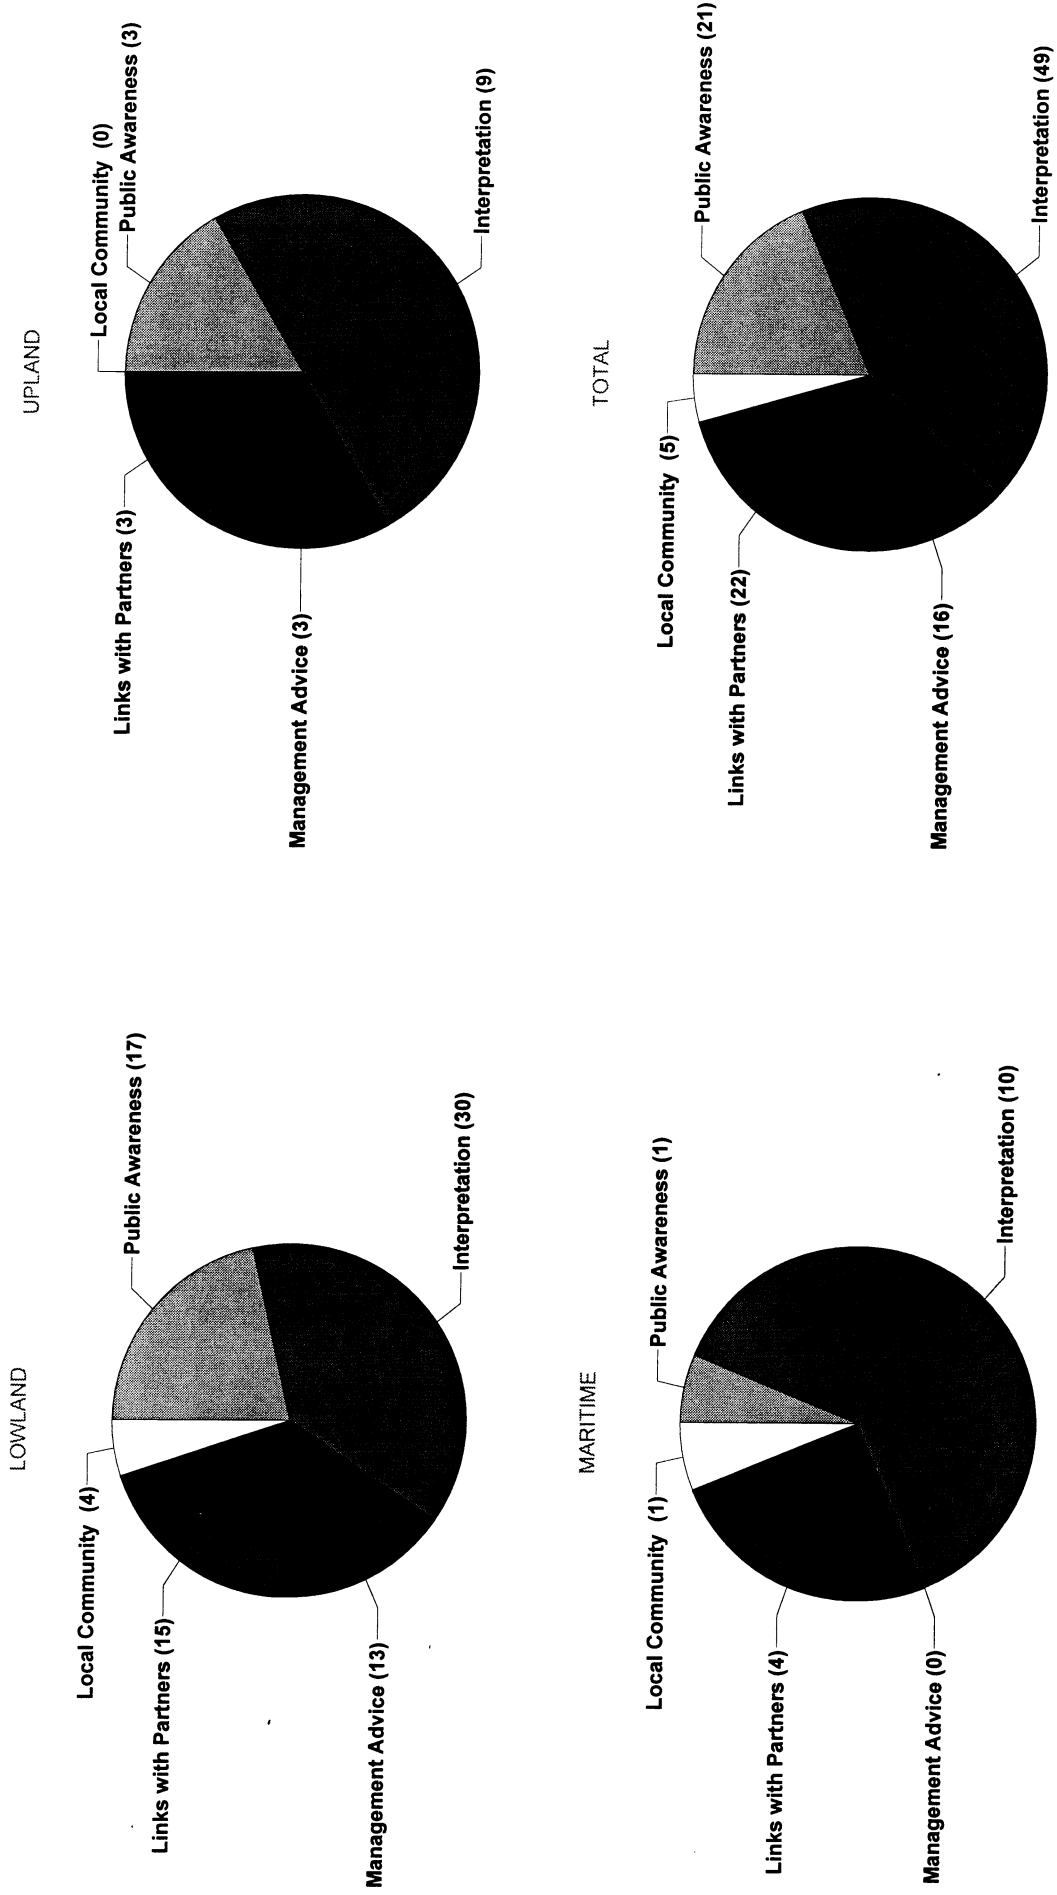 LOWLAND
Local Community (4)
Public Awareness (17)
Links with Partners (15)
Management Advice (13)
Interpretation (30)
UPLAND
Local Community (0)
Public Awareness (3)
Links with Partners (3)
Management Advice (3)
Interpretation (9)
MARITIME
Local Community (1)
Public Awareness (1)
Links with Partners (4)
Management Advice (0)
Interpretation (10)
TOTAL
Local Community (5)
Public Awareness (21)
Links with Partners (22)
Management Advice (16)
Interpretation (49)